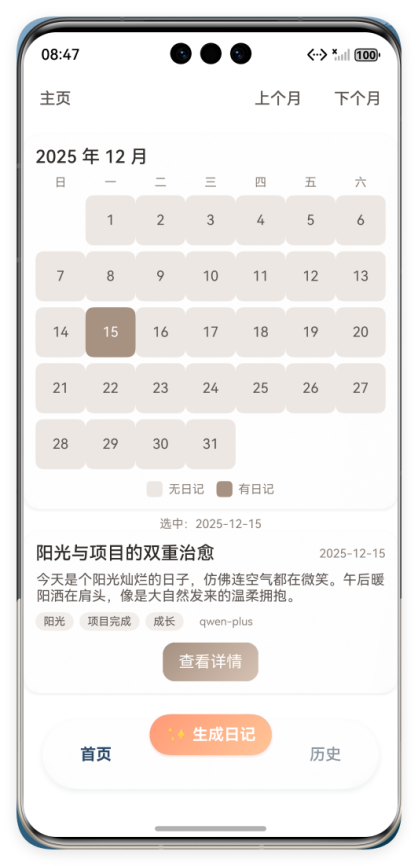 08:47 100
主页 上个月 下个月
2025 年 12 月
日 一 二 三 四 五 六
1 2 3 4 5 6
7 8 9 10 11 12 13
14 15 16 17 18 19 20
21 22 23 24 25 26 27
28 29 30 31
无日记 有日记
选中：2025-12-15
阳光与项目的双重治愈 2025-12-15
今天是个阳光灿烂的日子，仿佛连空气都在微笑。午后暖
阳洒在肩头，像是大自然发来的温柔拥抱。
阳光 项目完成 成长 qwen-plus
查看详情
首页 ✨ 生成日记 历史